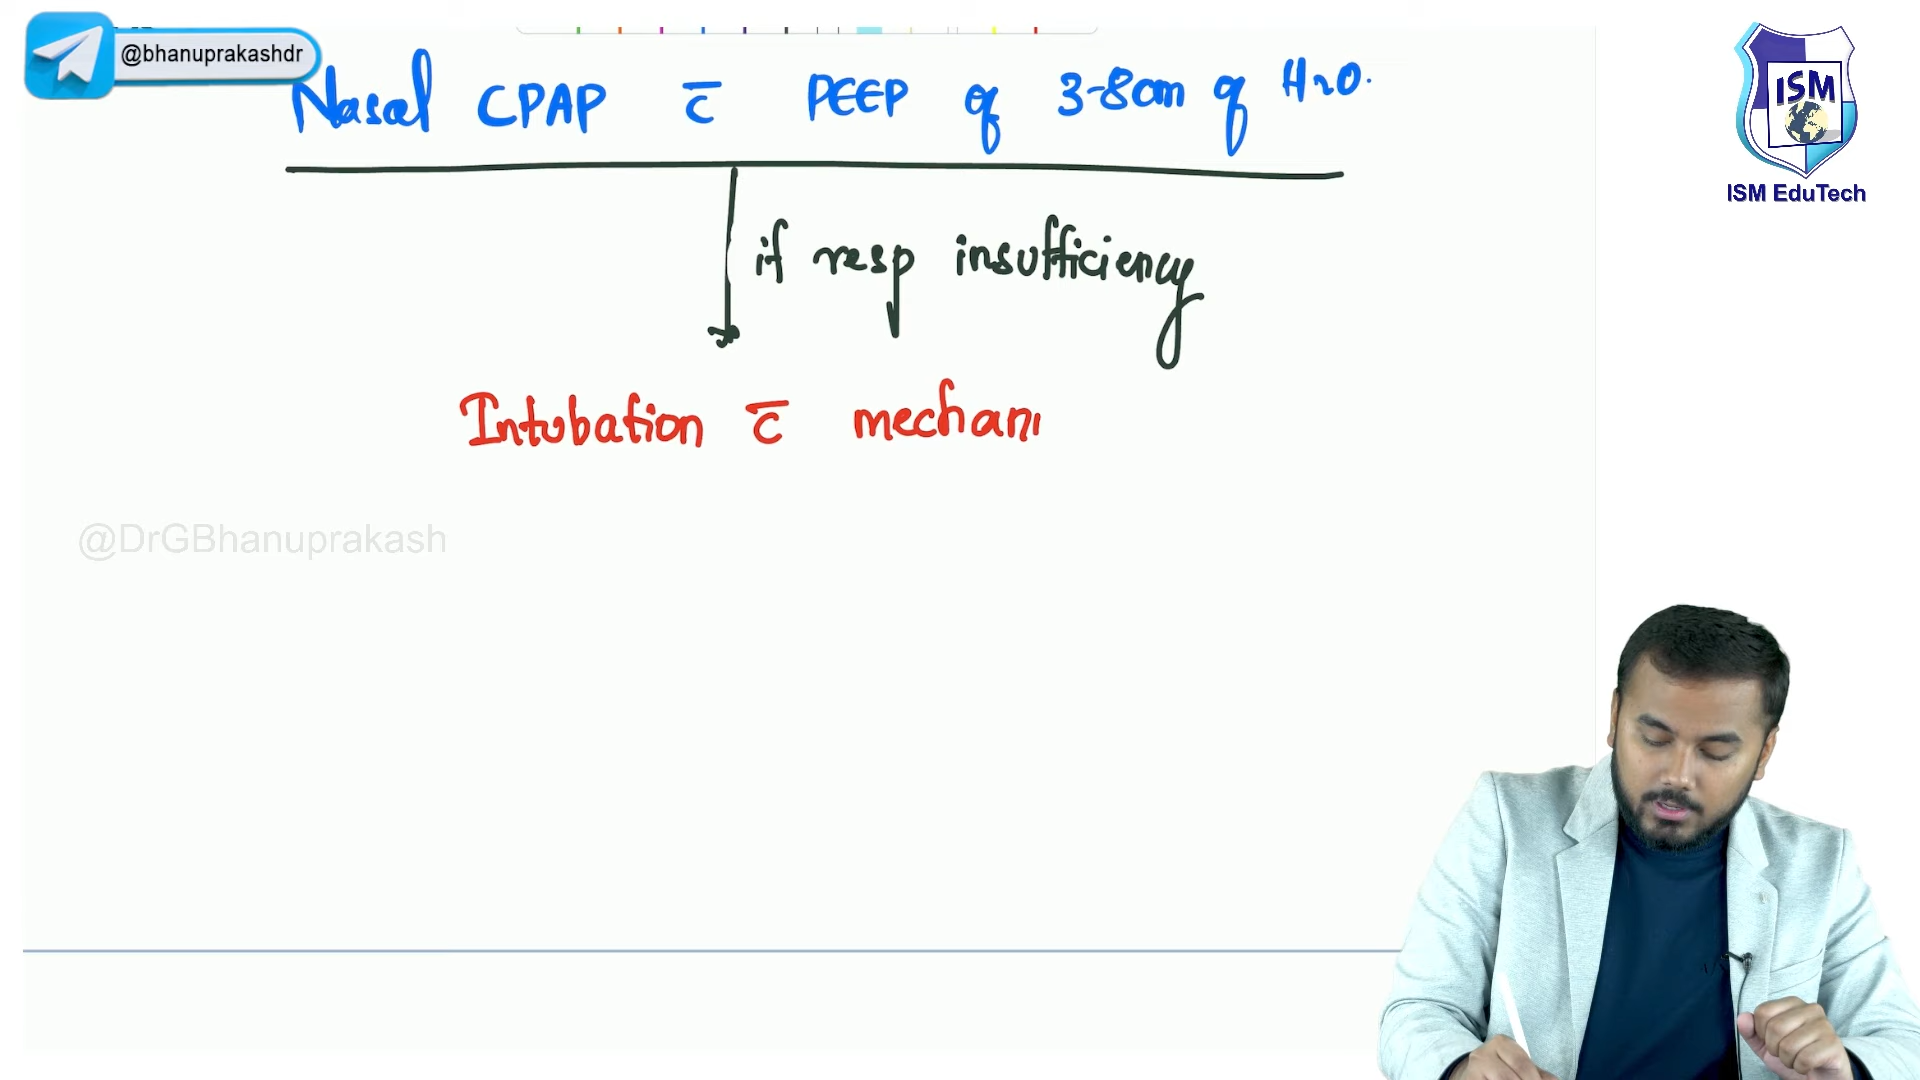 @bhanuprakashdr
Nasal CPAP c̅ PEEP of 3-8cm of H2O.
if resp insufficiency
Intubation c̅ mechani
@DrGBhanuprakash
ISM
ISM EduTech